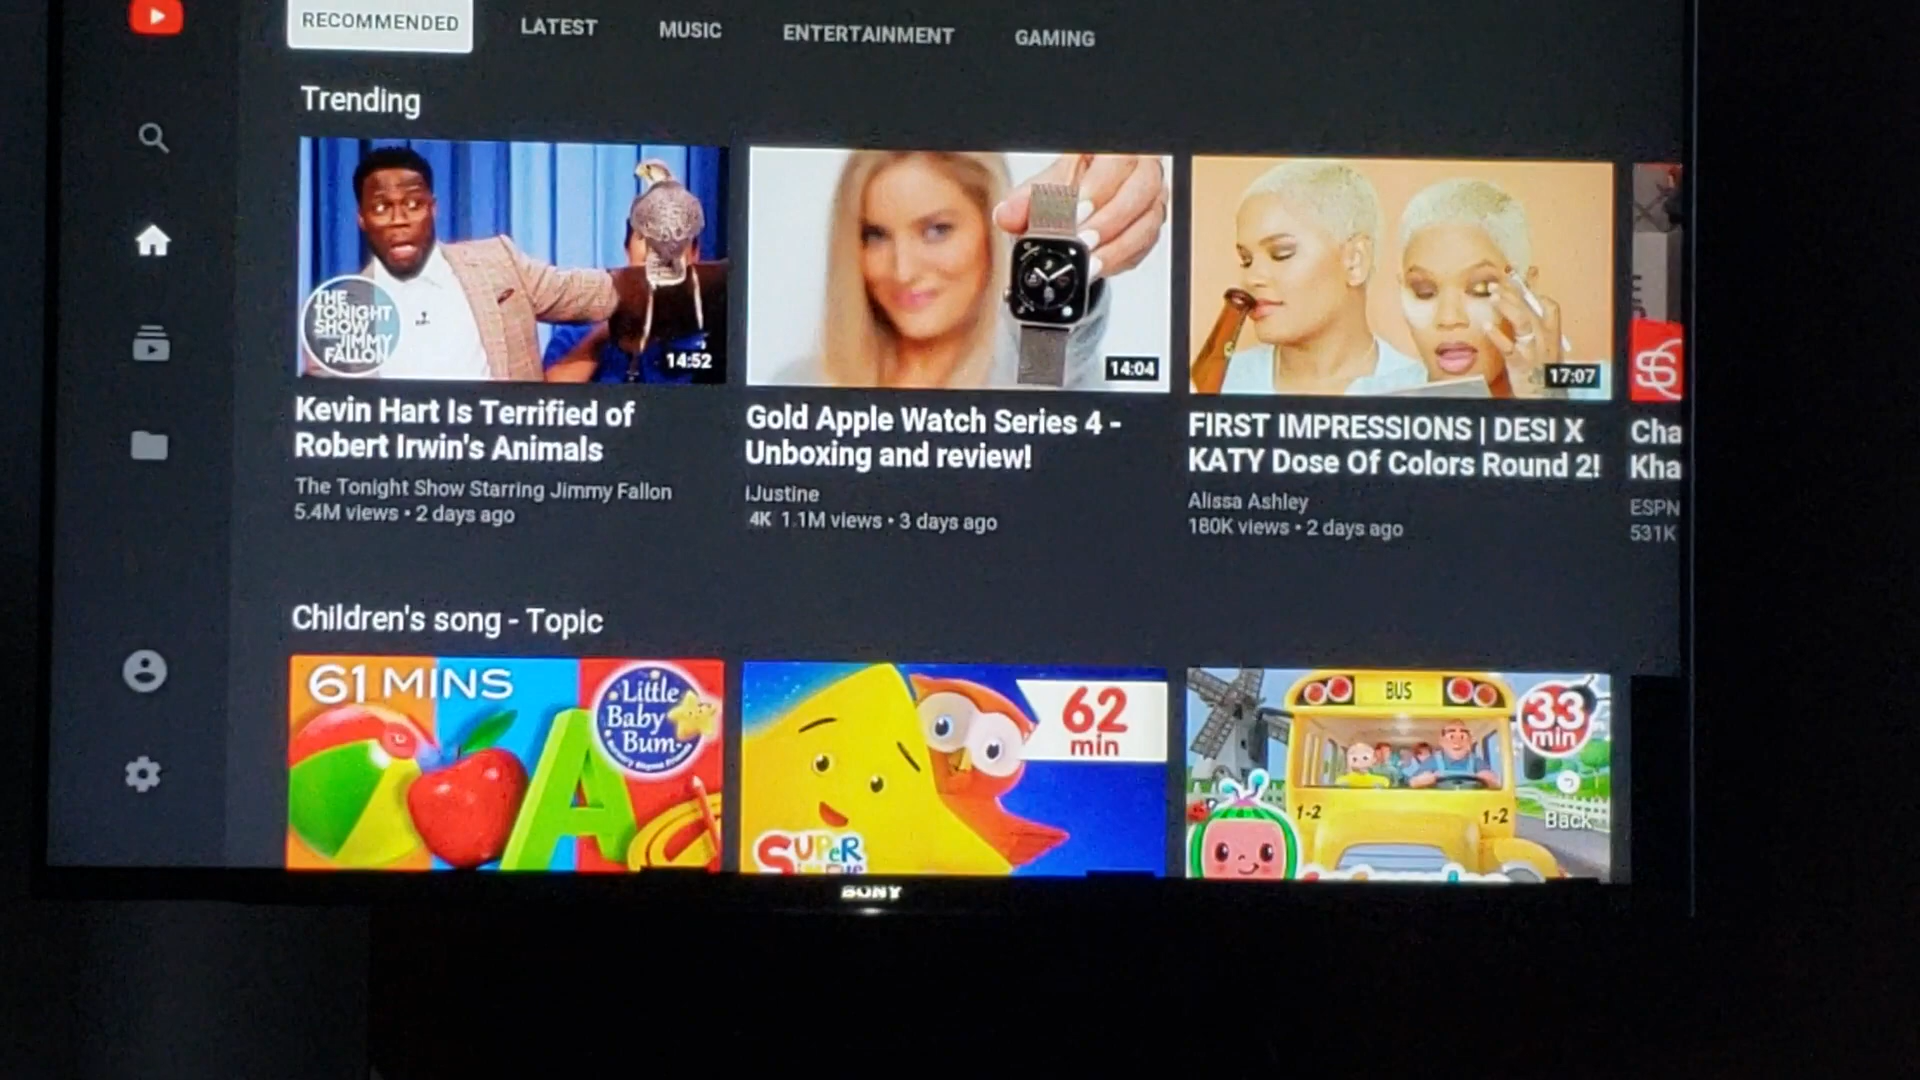 RECOMMENDED
LATEST
MUSIC
ENTERTAINMENT
GAMING
Trending
THE
TONIGHT
SHOW
JIMMY
FALLON
14:52
14:04
17:07
Kevin Hart Is Terrified of
Robert Irwin's Animals
The Tonight Show Starring Jimmy Fallon
5.4M views • 2 days ago
Gold Apple Watch Series 4 -
Unboxing and review!
iJustine
4K 1.1M views • 3 days ago
FIRST IMPRESSIONS | DESI X
KATY Dose Of Colors Round 2!
Alissa Ashley
180K views • 2 days ago
Cha
Kha
ESPN
531K
Children's song - Topic
61 MINS
Little
Baby
Bum
A
62
min
SUPER
BUS
33
min
1-2
1-2
Back
SONY